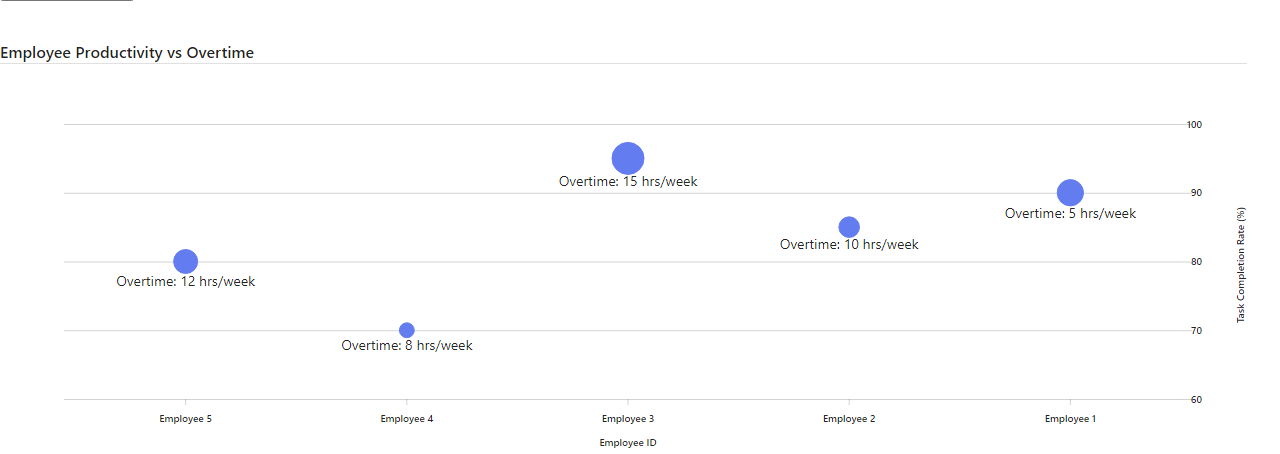 Employee Productivity vs Overtime
100
Overtime: 15 hrs/week
90
Overtime: 5 hrs/week
Overtime: 10 hrs/week
80
Overtime: 12 hrs/week
70
Overtime: 8 hrs/week
60
Task Completion Rate (%)
Employee 5 Employee 4 Employee 3 Employee 2 Employee 1
Employee ID